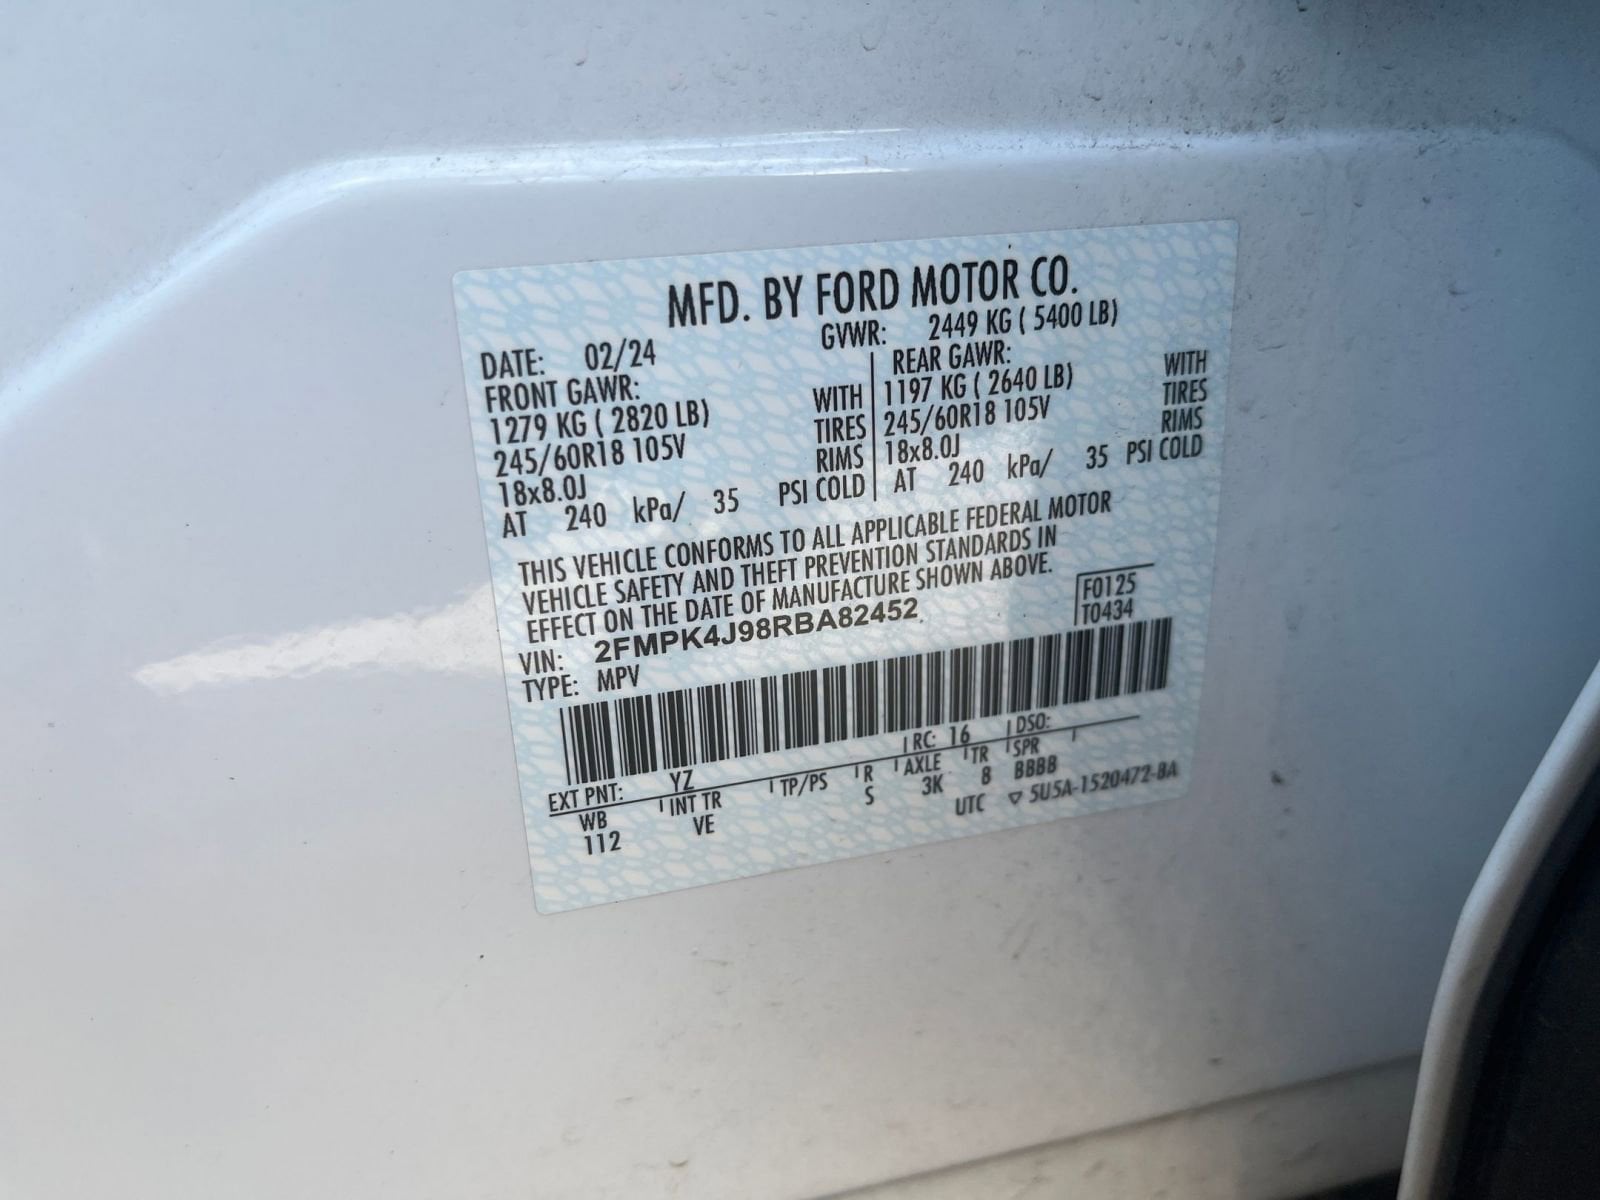 MFD. BY FORD MOTOR CO.
DATE: 02/24 GVWR: 2449 KG ( 5400 LB)
FRONT GAWR: REAR GAWR:
1279 KG ( 2820 LB) WITH 1197 KG ( 2640 LB) WITH
245/60R18 105V TIRES 245/60R18 105V TIRES
18x8.0J RIMS 18x8.0J RIMS
AT 240 kPa/ 35 PSI COLD AT 240 kPa/ 35 PSI COLD
THIS VEHICLE CONFORMS TO ALL APPLICABLE FEDERAL MOTOR
VEHICLE SAFETY AND THEFT PREVENTION STANDARDS IN
EFFECT ON THE DATE OF MANUFACTURE SHOWN ABOVE.
F0125
VIN: 2FMPK4J98RBA82452 T0434
TYPE: MPV
EXT PNT: YZ RC: 16 DSO:
WB INT TR TP/PS R AXLE TR SPR
112 VE S 3K 8 BBBB
UTC ▽ 5U5A-1520472-BA